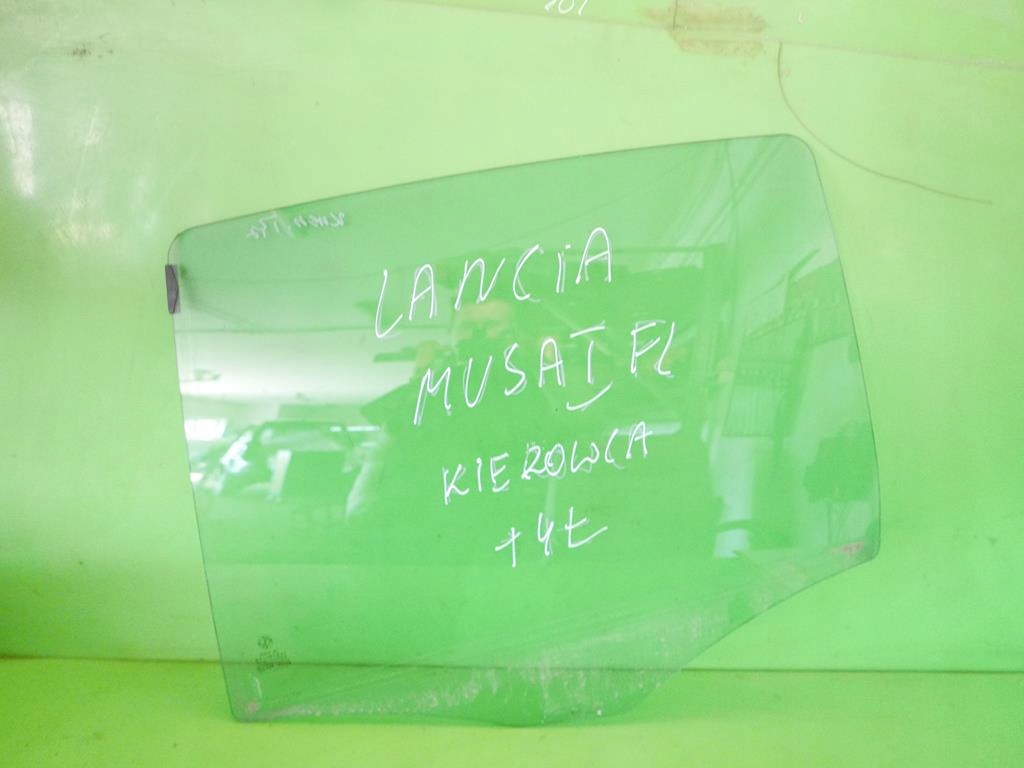 LANCIA
MUSA I FL
KIEROWCA
TYŁ